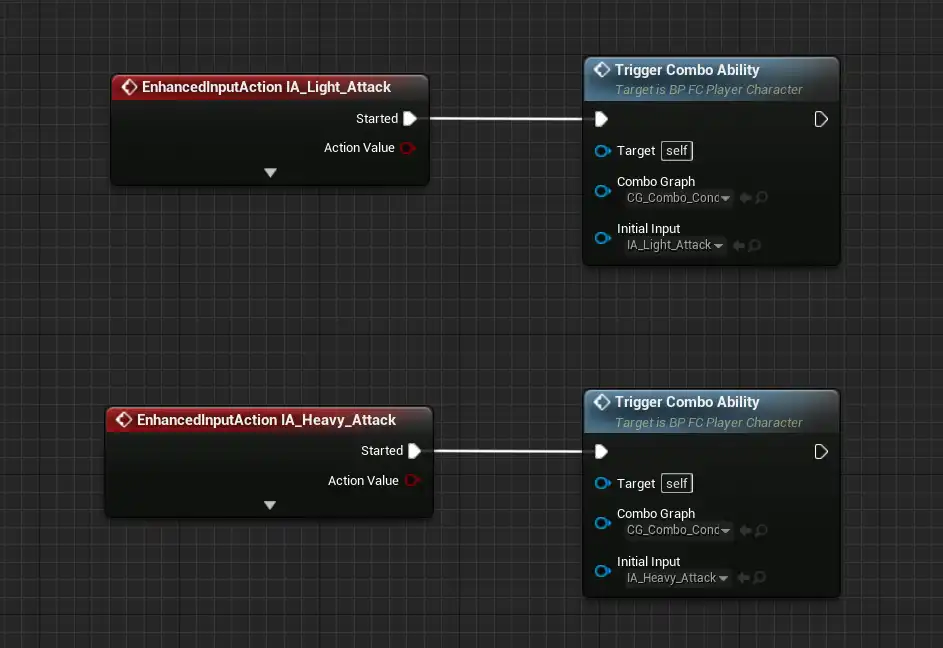 EnhancedInputAction IA_Light_Attack
Started
Action Value
Trigger Combo Ability
Target is BP FC Player Character
Target self
Combo Graph
CG_Combo_Conc
Initial Input
IA_Light_Attack
EnhancedInputAction IA_Heavy_Attack
Started
Action Value
Trigger Combo Ability
Target is BP FC Player Character
Target self
Combo Graph
CG_Combo_Conc
Initial Input
IA_Heavy_Attack